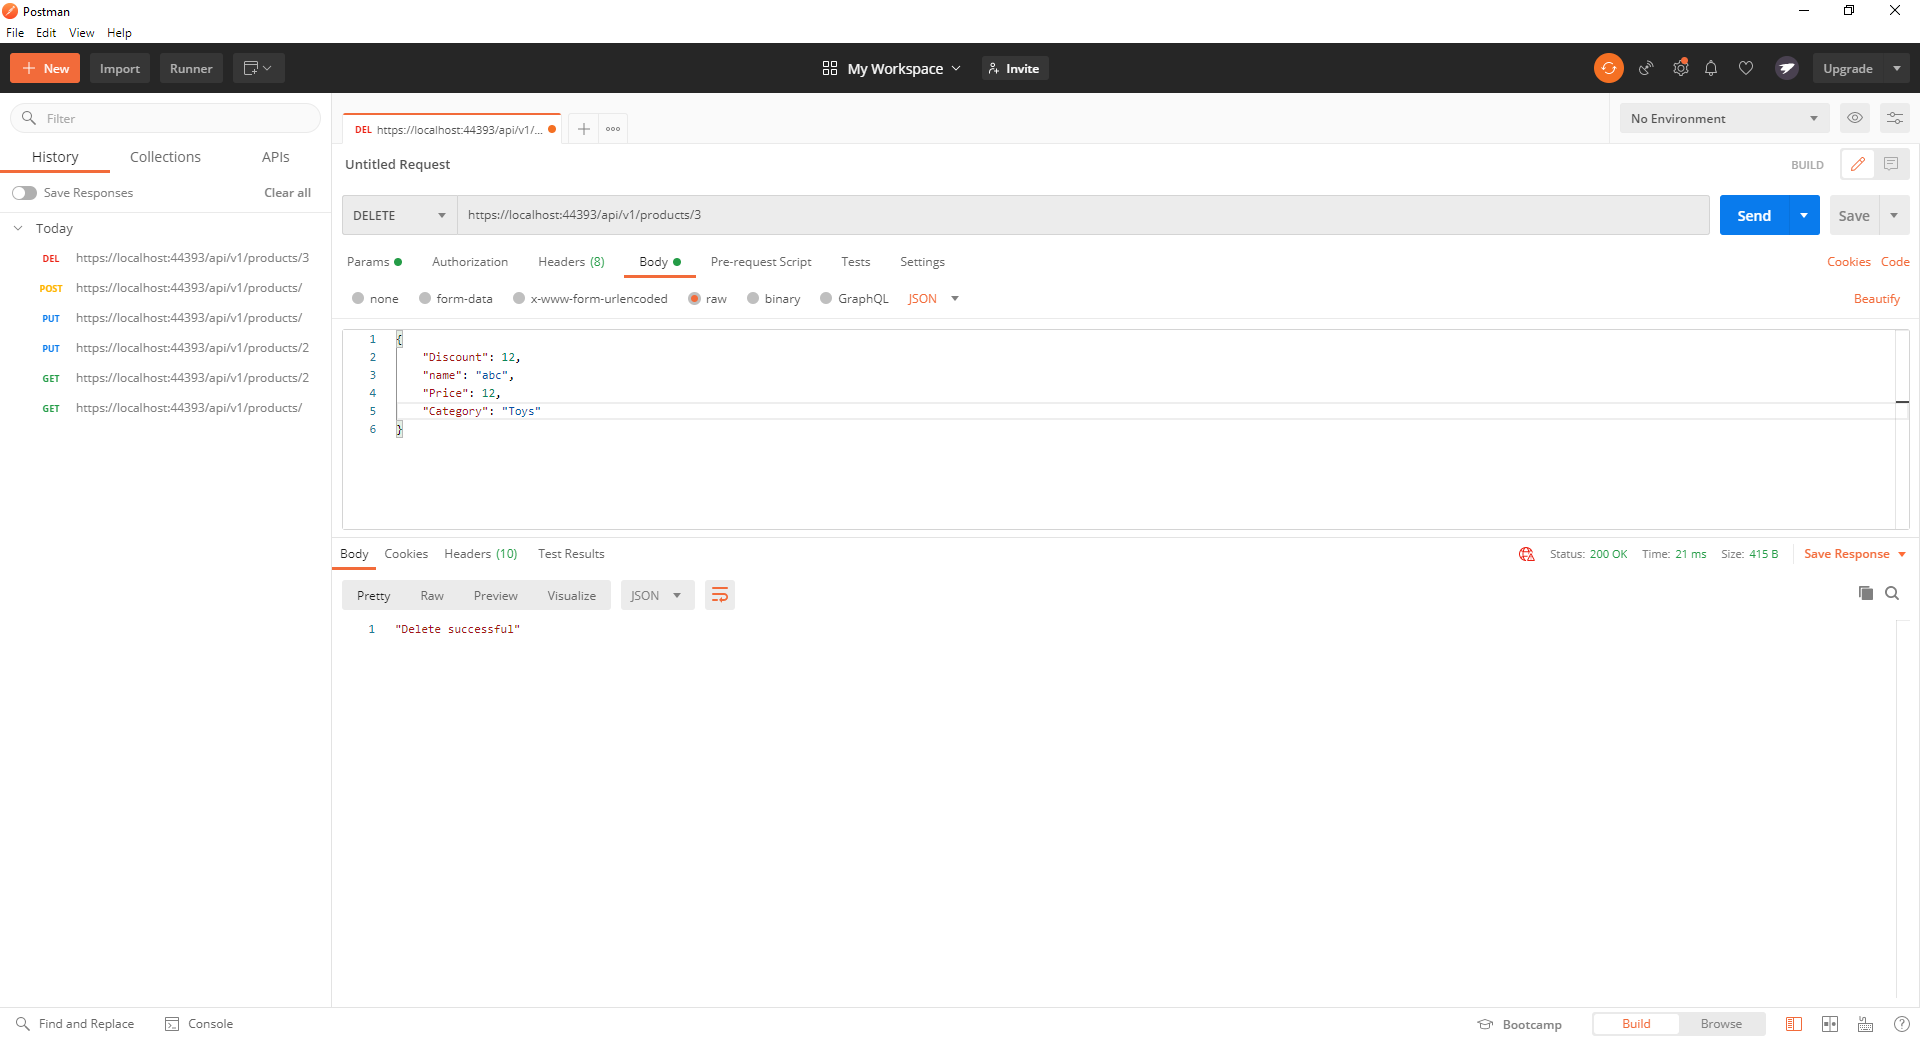 Postman
File Edit View Help
New Import Runner My Workspace Invite Upgrade
Filter
History Collections APIs
Save Responses Clear all
Today
DEL https://localhost:44393/api/v1/products/3
POST https://localhost:44393/api/v1/products/
PUT https://localhost:44393/api/v1/products/
PUT https://localhost:44393/api/v1/products/2
GET https://localhost:44393/api/v1/products/2
GET https://localhost:44393/api/v1/products/
DEL https://localhost:44393/api/v1/... No Environment
Untitled Request BUILD
DELETE https://localhost:44393/api/v1/products/3 Send Save
Params Authorization Headers (8) Body Pre-request Script Tests Settings Cookies Code
none form-data x-www-form-urlencoded raw binary GraphQL JSON Beautify
1 {
2 "Discount": 12,
3 "name": "abc",
4 "Price": 12,
5 "Category": "Toys"
6 }
Body Cookies Headers (10) Test Results Status: 200 OK Time: 21 ms Size: 415 B Save Response
Pretty Raw Preview Visualize JSON
1 "Delete successful"
Find and Replace Console Bootcamp Build Browse